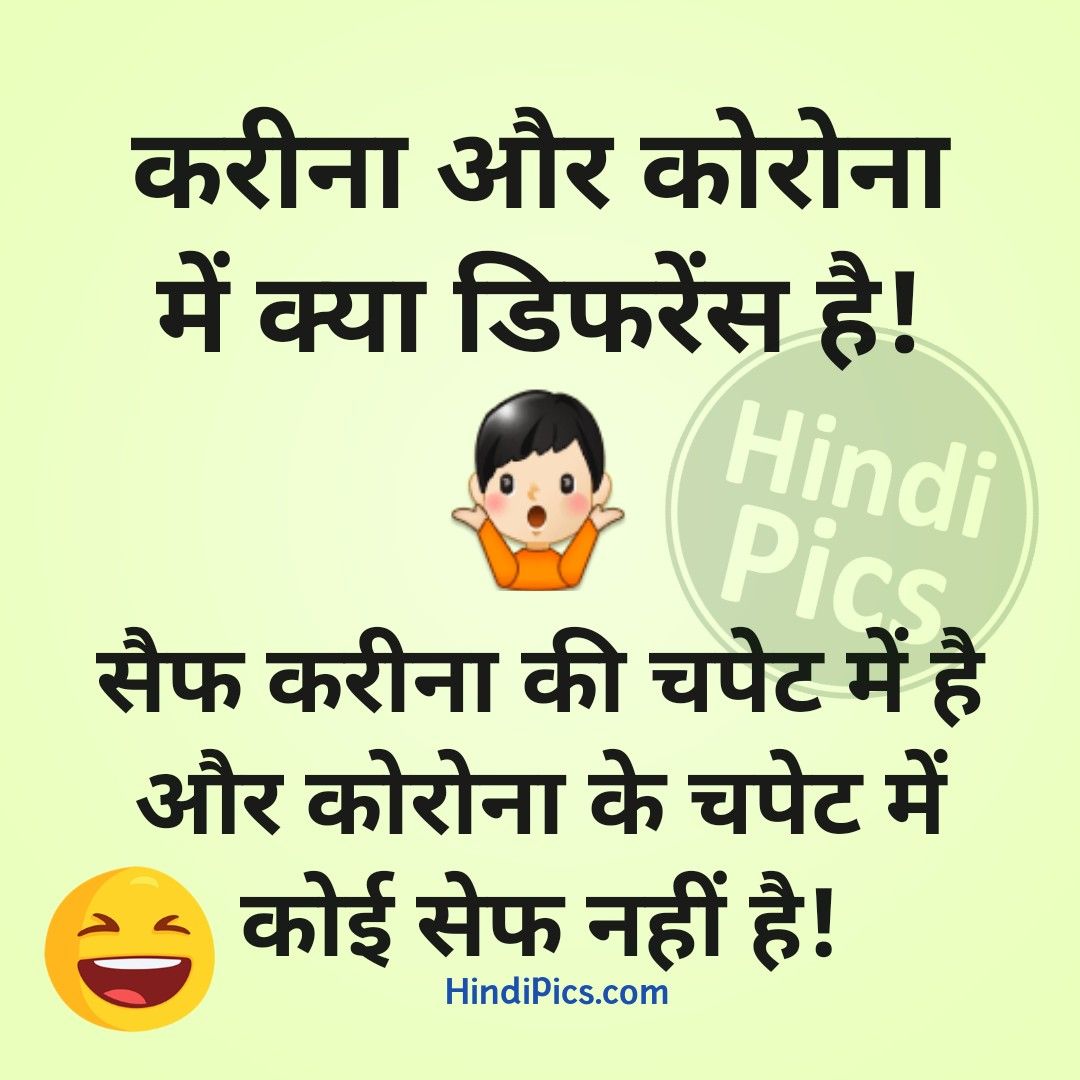 करीना और कोरोना
में क्या डिफरेंस है!
Hindi
Pics
सैफ करीना की चपेट में है
और कोरोना के चपेट में
कोई सेफ नहीं है!
HindiPics.com